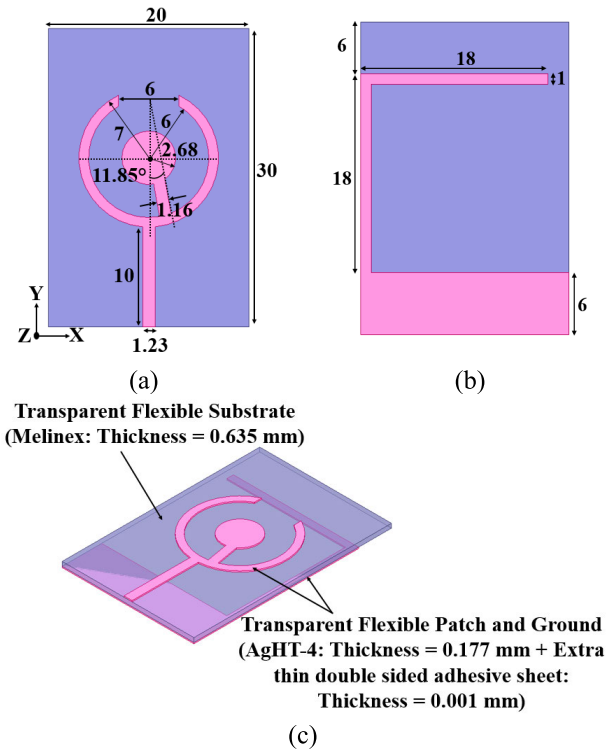 20
6
7
6
2.68
11.85°
1.16
30
10
1.23
Y
Z
X
(a)
6
18
1
18
6
(b)
Transparent Flexible Substrate
(Melinex: Thickness = 0.635 mm)
Transparent Flexible Patch and Ground
(AgHT-4: Thickness = 0.177 mm + Extra
thin double sided adhesive sheet:
Thickness = 0.001 mm)
(c)